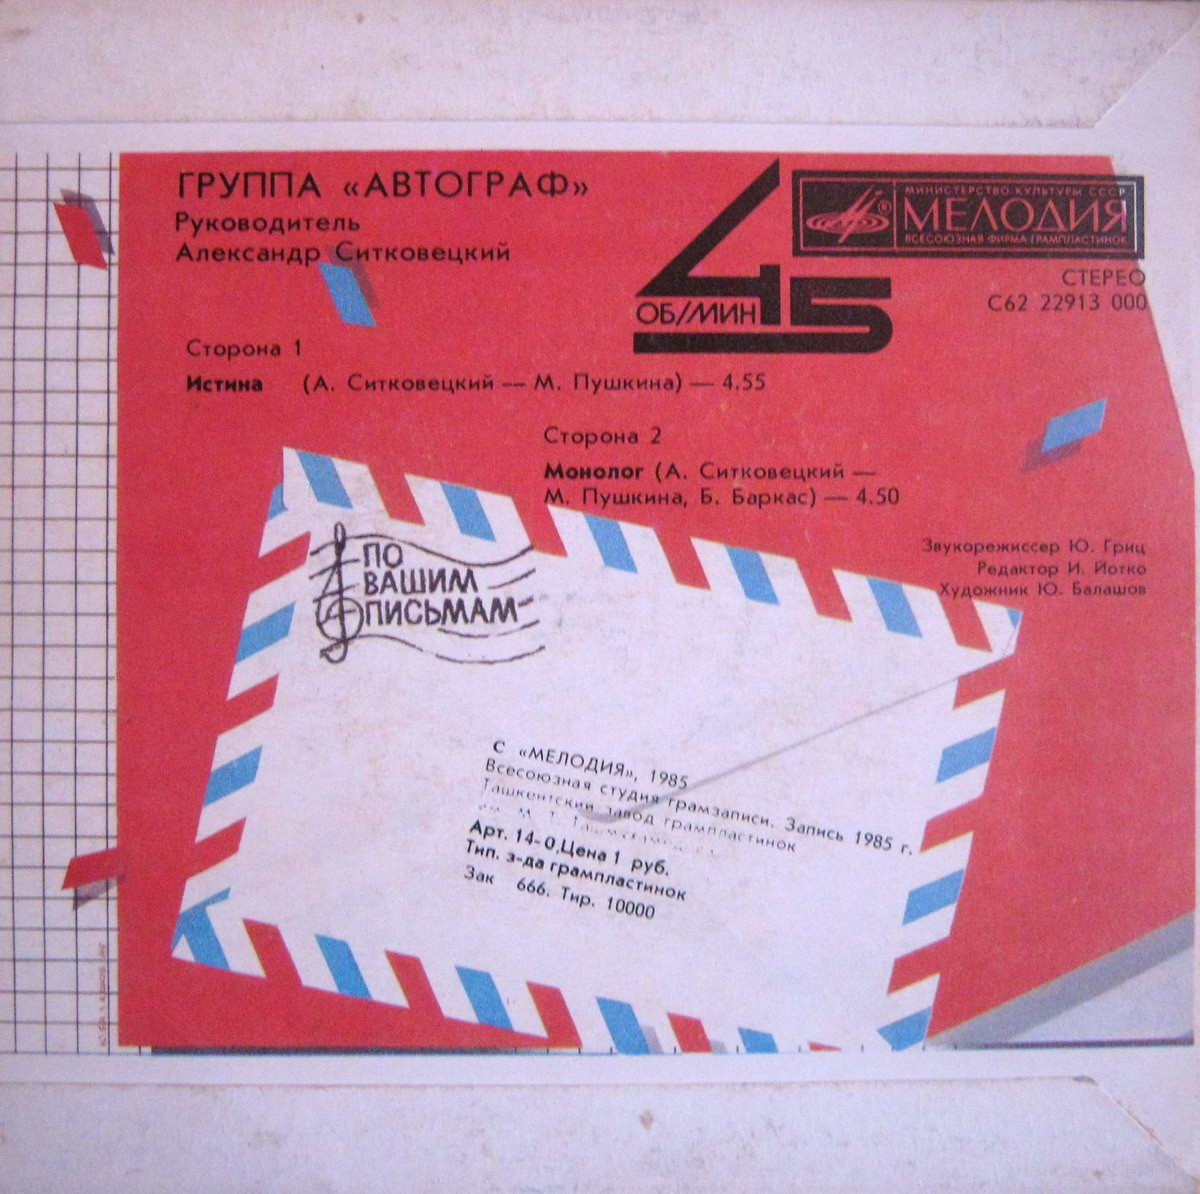 ГРУППА «АВТОГРАФ»
Руководитель
Александр Ситковецкий
45
ОБ/МИН
МИНИСТЕРСТВО КУЛЬТУРЫ СССР
МЕЛОДИЯ
ВСЕСОЮЗНАЯ ФИРМА ГРАМПЛАСТИНОК
СТЕРЕО
С62 22913 000
Сторона 1
Истина (А. Ситковецкий — М. Пушкина) — 4.55
Сторона 2
Монолог (А. Ситковецкий —
М. Пушкина, Б. Баркас) — 4.50
Звукорежиссер Ю. Гриц
Редактор И. Йотко
Художник Ю. Балашов
ПО
ВАШИМ
ПИСЬМАМ
С «МЕЛОДИЯ», 1985
Всесоюзная студия грамзаписи. Запись 1985 г.
Ташкентский завод грампластинок
им. М. Т.
Арт. 14-0.Цена 1 руб.
Тип. з-да грампластинок
Зак 666. Тир. 10000